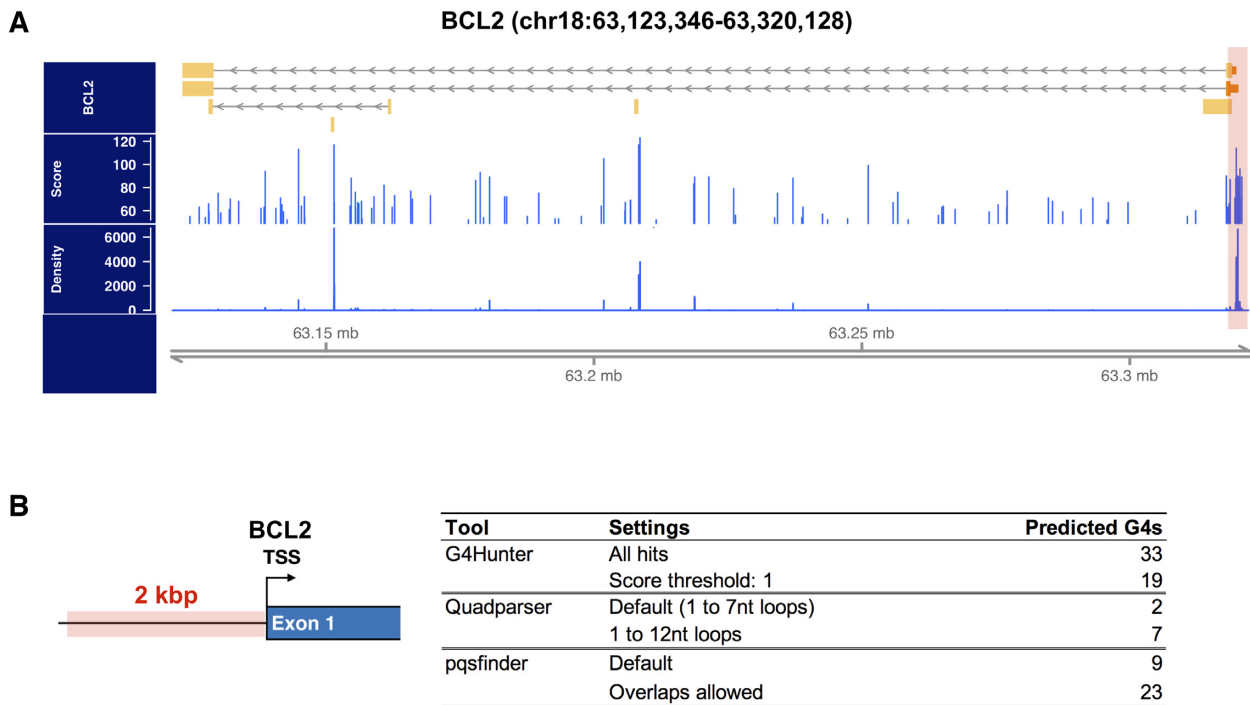 A
BCL2 (chr18:63,123,346-63,320,128)
BCL2
Score
120
100
80
60
Density
6000
4000
2000
0
63.15 mb
63.25 mb
63.2 mb
63.3 mb
B
BCL2
TSS
2 kbp
Exon 1
Tool Settings Predicted G4s
G4Hunter All hits 33
Score threshold: 1 19
Quadparser Default (1 to 7nt loops) 2
1 to 12nt loops 7
pqsfinder Default 9
Overlaps allowed 23